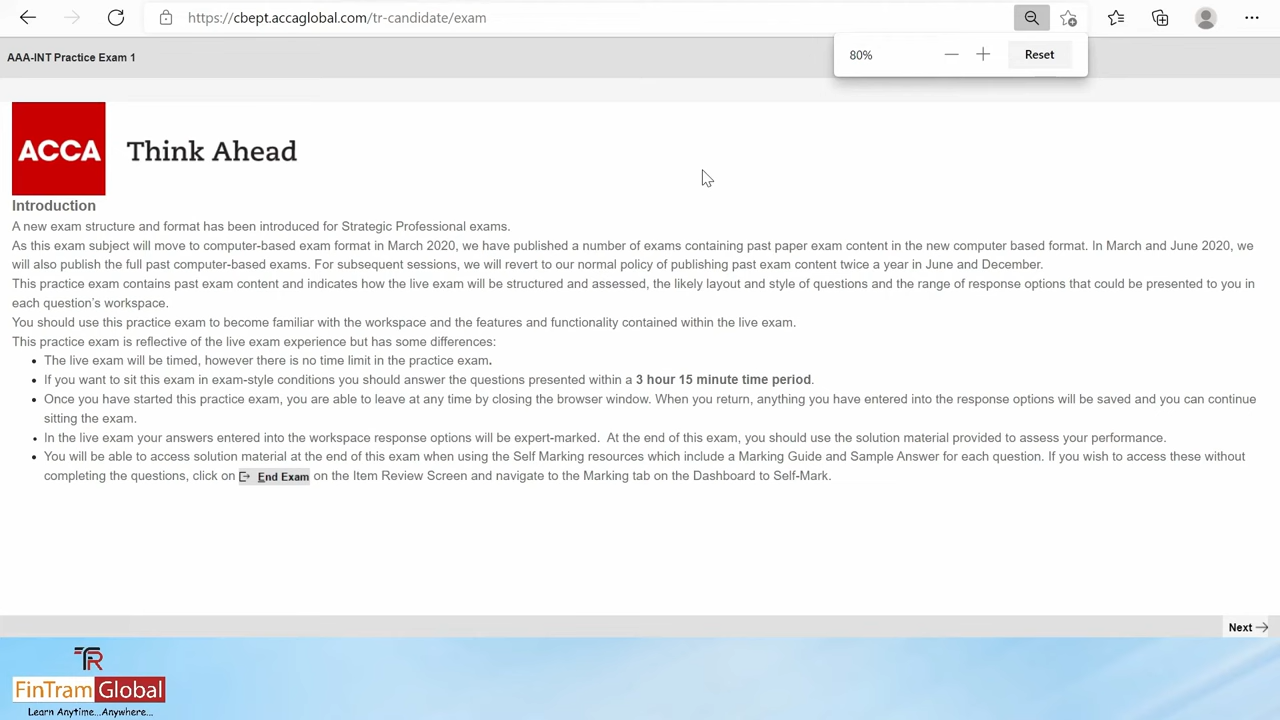 https://cbept.accaglobal.com/tr-candidate/exam
80%
Reset
AAA-INT Practice Exam 1
ACCA
Think Ahead
Introduction
A new exam structure and format has been introduced for Strategic Professional exams.
As this exam subject will move to computer-based exam format in March 2020, we have published a number of exams containing past paper exam content in the new computer based format. In March and June 2020, we
will also publish the full past computer-based exams. For subsequent sessions, we will revert to our normal policy of publishing past exam content twice a year in June and December.
This practice exam contains past exam content and indicates how the live exam will be structured and assessed, the likely layout and style of questions and the range of response options that could be presented to you in
each question's workspace.
You should use this practice exam to become familiar with the workspace and the features and functionality contained within the live exam.
This practice exam is reflective of the live exam experience but has some differences:
• The live exam will be timed, however there is no time limit in the practice exam.
• If you want to sit this exam in exam-style conditions you should answer the questions presented within a 3 hour 15 minute time period.
• Once you have started this practice exam, you are able to leave at any time by closing the browser window. When you return, anything you have entered into the response options will be saved and you can continue
sitting the exam.
• In the live exam your answers entered into the workspace response options will be expert-marked.  At the end of this exam, you should use the solution material provided to assess your performance.
• You will be able to access solution material at the end of this exam when using the Self Marking resources which include a Marking Guide and Sample Answer for each question. If you wish to access these without
completing the questions, click on End Exam on the Item Review Screen and navigate to the Marking tab on the Dashboard to Self-Mark.
Next
TR
FinTram Global
Learn Anytime...Anywhere...